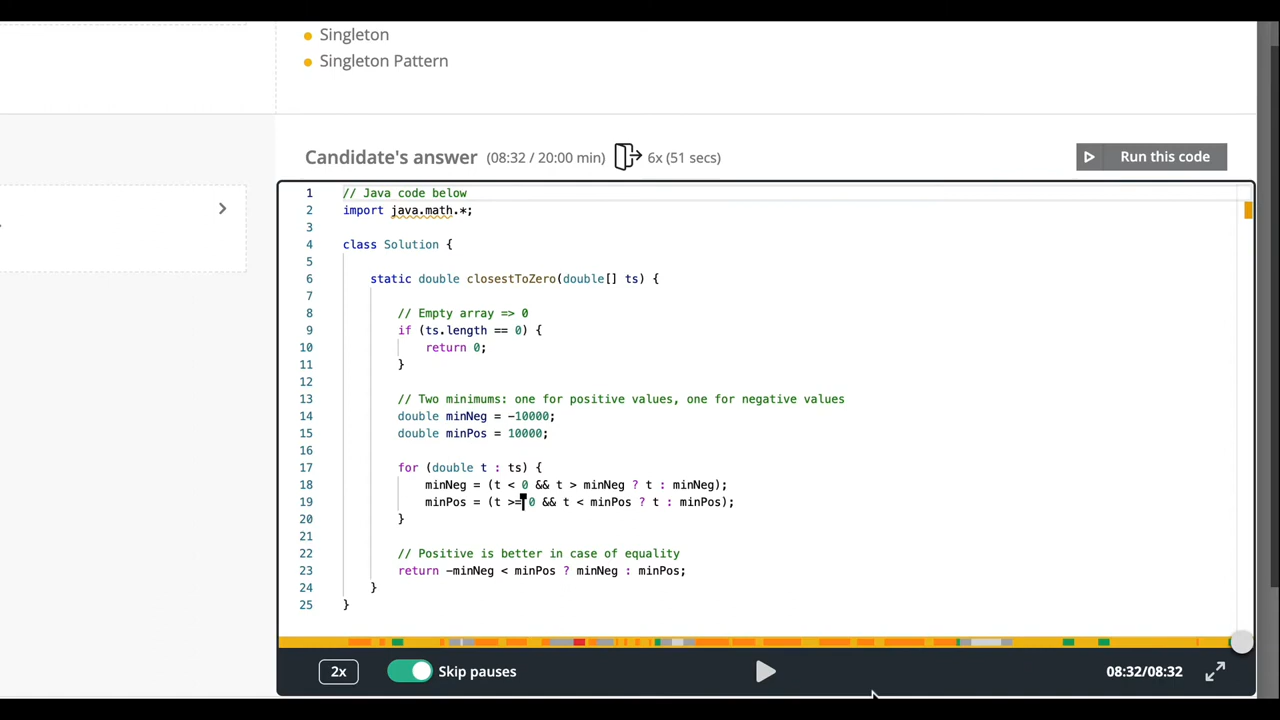 Singleton
Singleton Pattern
Candidate's answer (08:32 / 20:00 min) 6x (51 secs)
Run this code
1 // Java code below
2 import java.math.*;
3
4 class Solution {
5
6 static double closestToZero(double[] ts) {
7
8 // Empty array => 0
9 if (ts.length == 0) {
10 return 0;
11 }
12
13 // Two minimums: one for positive values, one for negative values
14 double minNeg = -10000;
15 double minPos = 10000;
16
17 for (double t : ts) {
18 minNeg = (t < 0 && t > minNeg ? t : minNeg);
19 minPos = (t >= 0 && t < minPos ? t : minPos);
20 }
21
22 // Positive is better in case of equality
23 return -minNeg < minPos ? minNeg : minPos;
24 }
25 }
2x Skip pauses 08:32/08:32